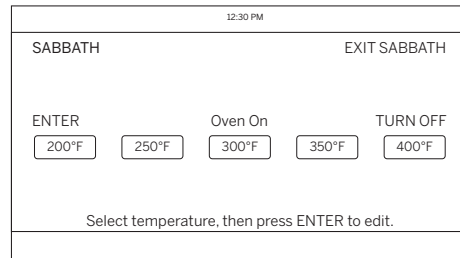 12:30 PM
SABBATH EXIT SABBATH
ENTER Oven On TURN OFF
200°F 250°F 300°F 350°F 400°F
Select temperature, then press ENTER to edit.